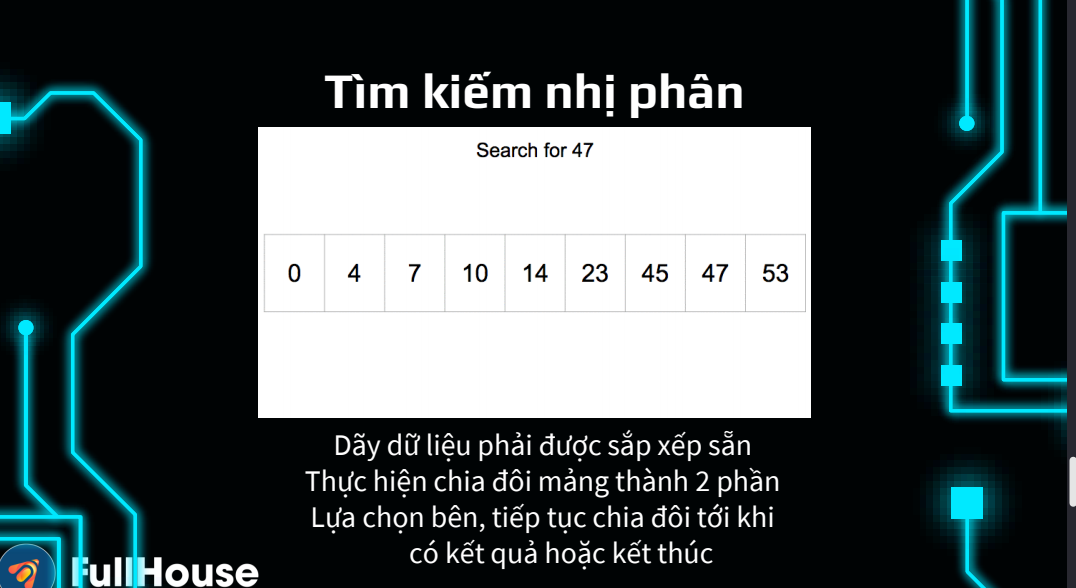 Tìm kiếm nhị phân
Search for 47
0 4 7 10 14 23 45 47 53
Dãy dữ liệu phải được sắp xếp sẵn
Thực hiện chia đôi mảng thành 2 phần
Lựa chọn bên, tiếp tục chia đôi tới khi
có kết quả hoặc kết thúc
FullHouse